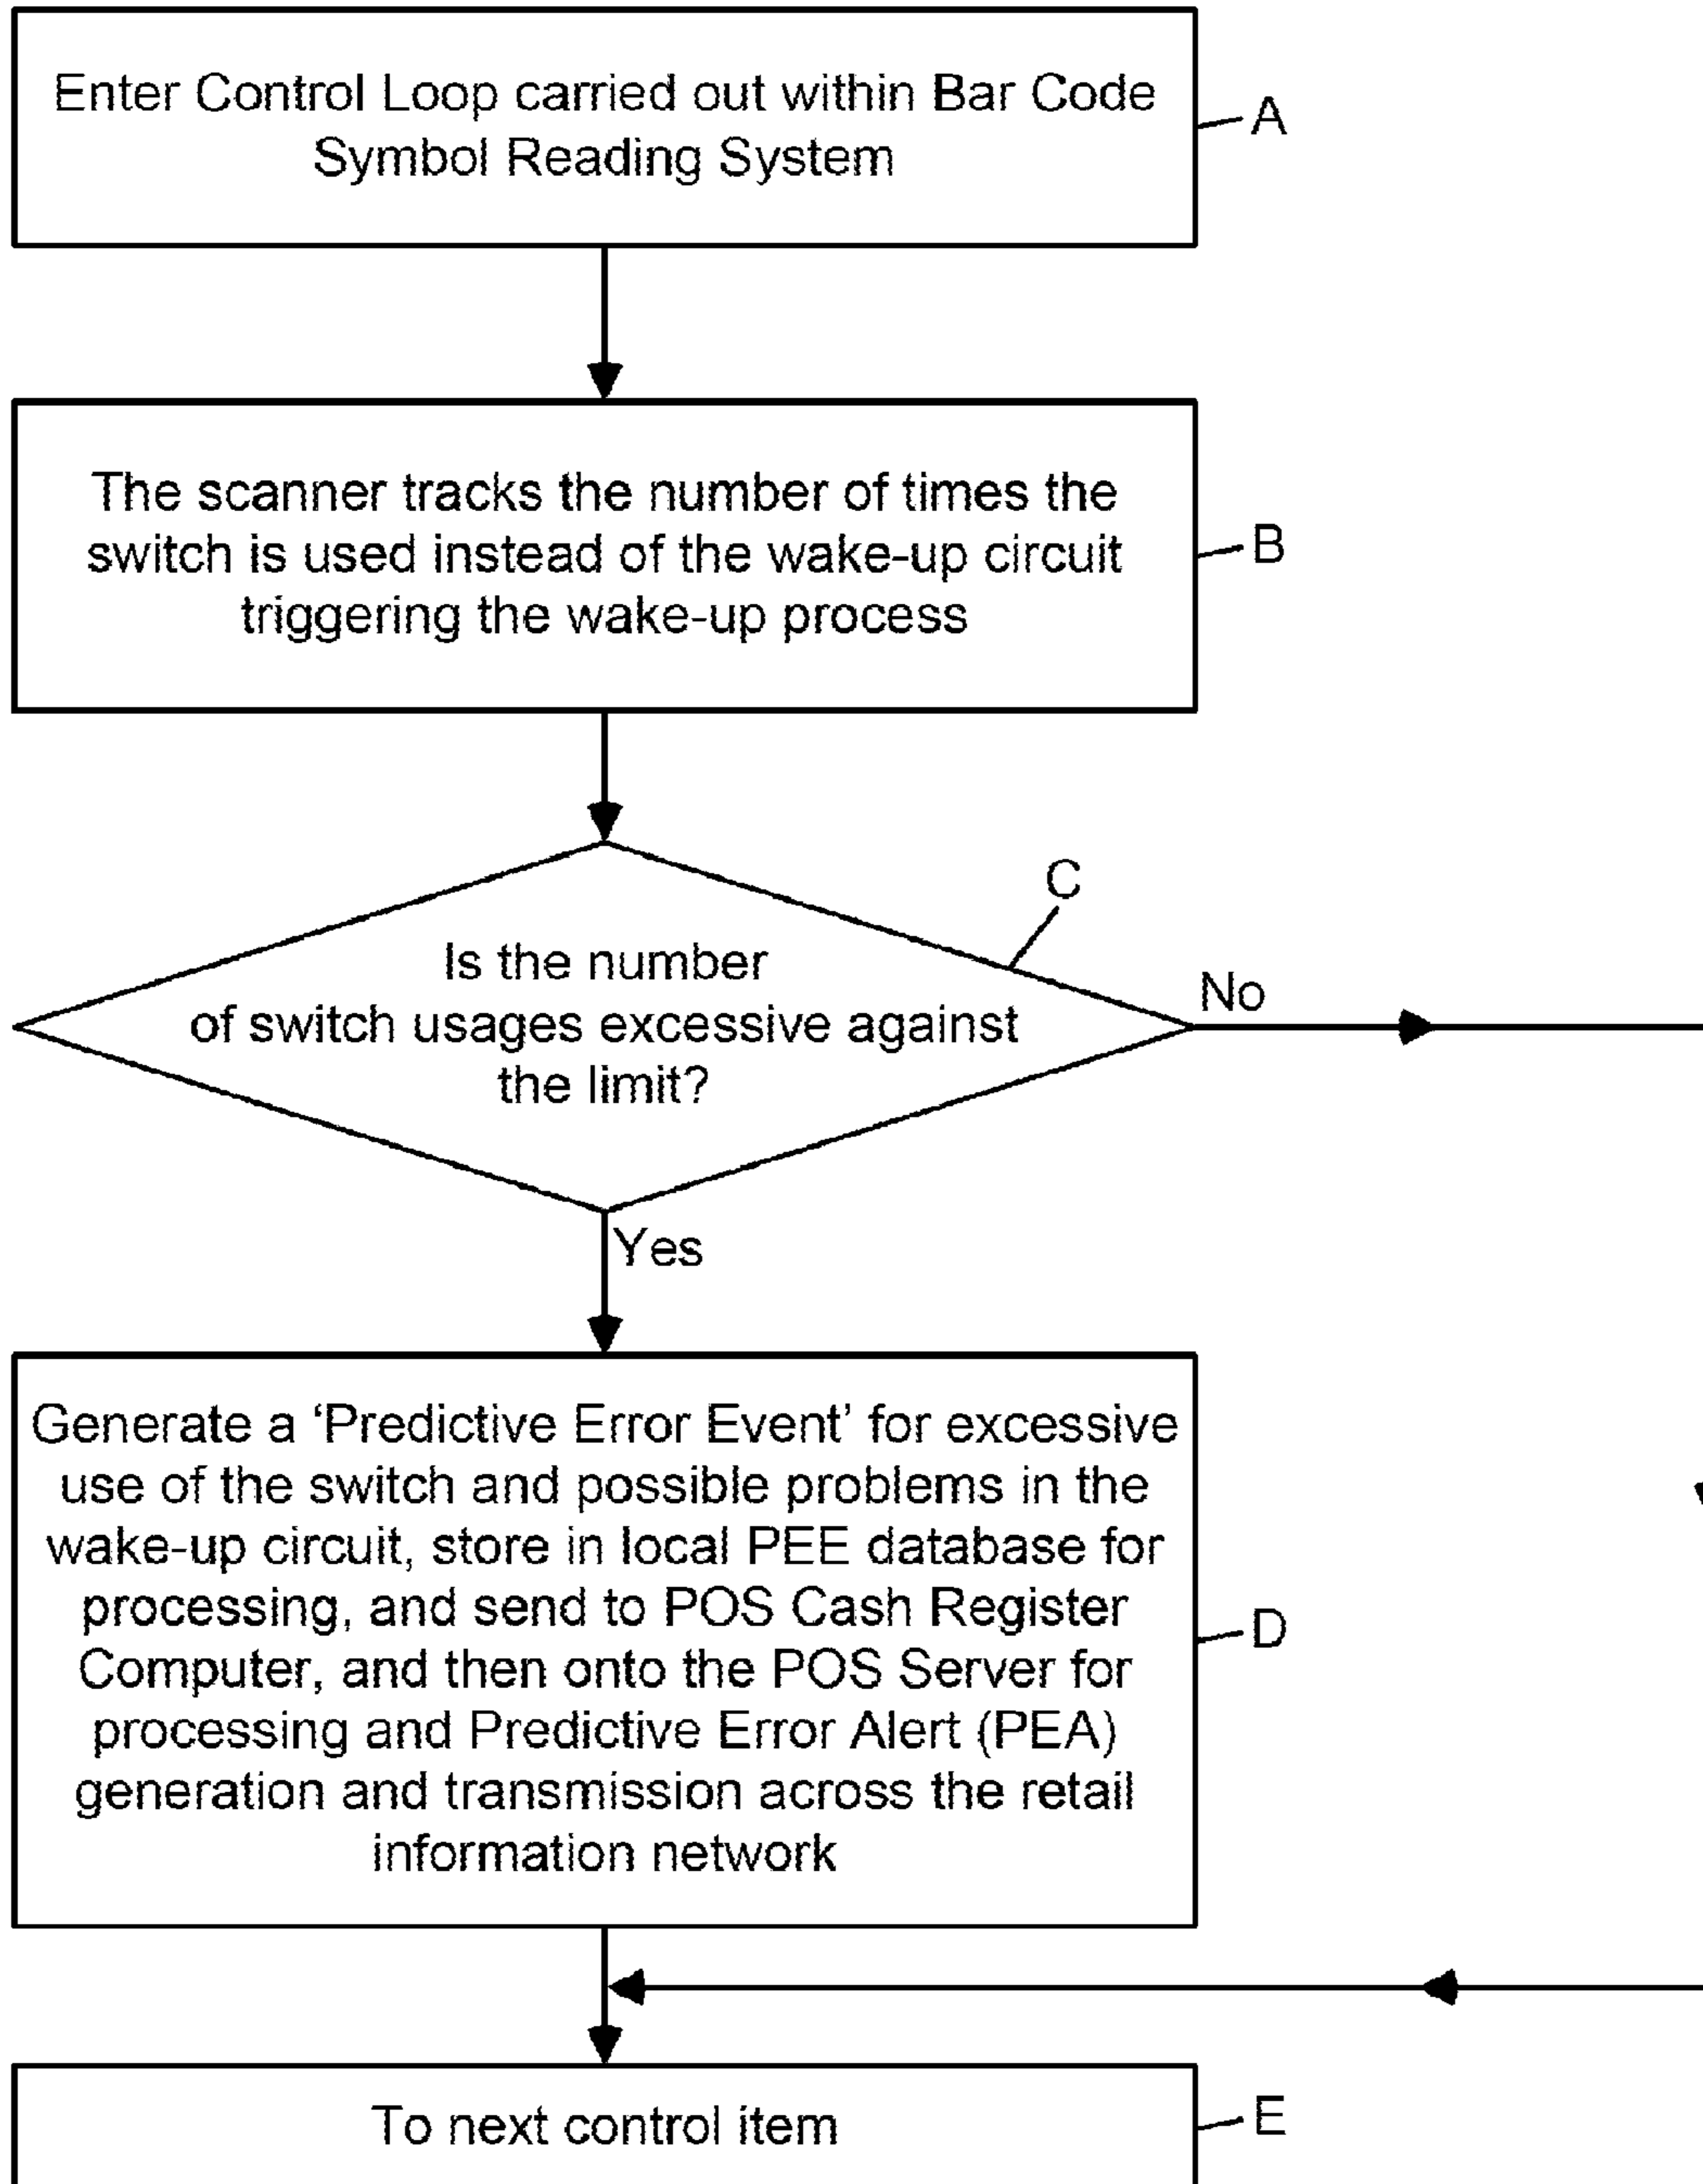 Enter Control Loop carried out within Bar Code
Symbol Reading System
A
The scanner tracks the number of times the
switch is used instead of the wake-up circuit
triggering the wake-up process
B
C
Is the number
of switch usages excessive against
the limit?
No
Yes
Generate a ‘Predictive Error Event’ for excessive
use of the switch and possible problems in the
wake-up circuit, store in local PEE database for
processing, and send to POS Cash Register
Computer, and then onto the POS Server for
processing and Predictive Error Alert (PEA)
generation and transmission across the retail
information network
D
To next control item
E